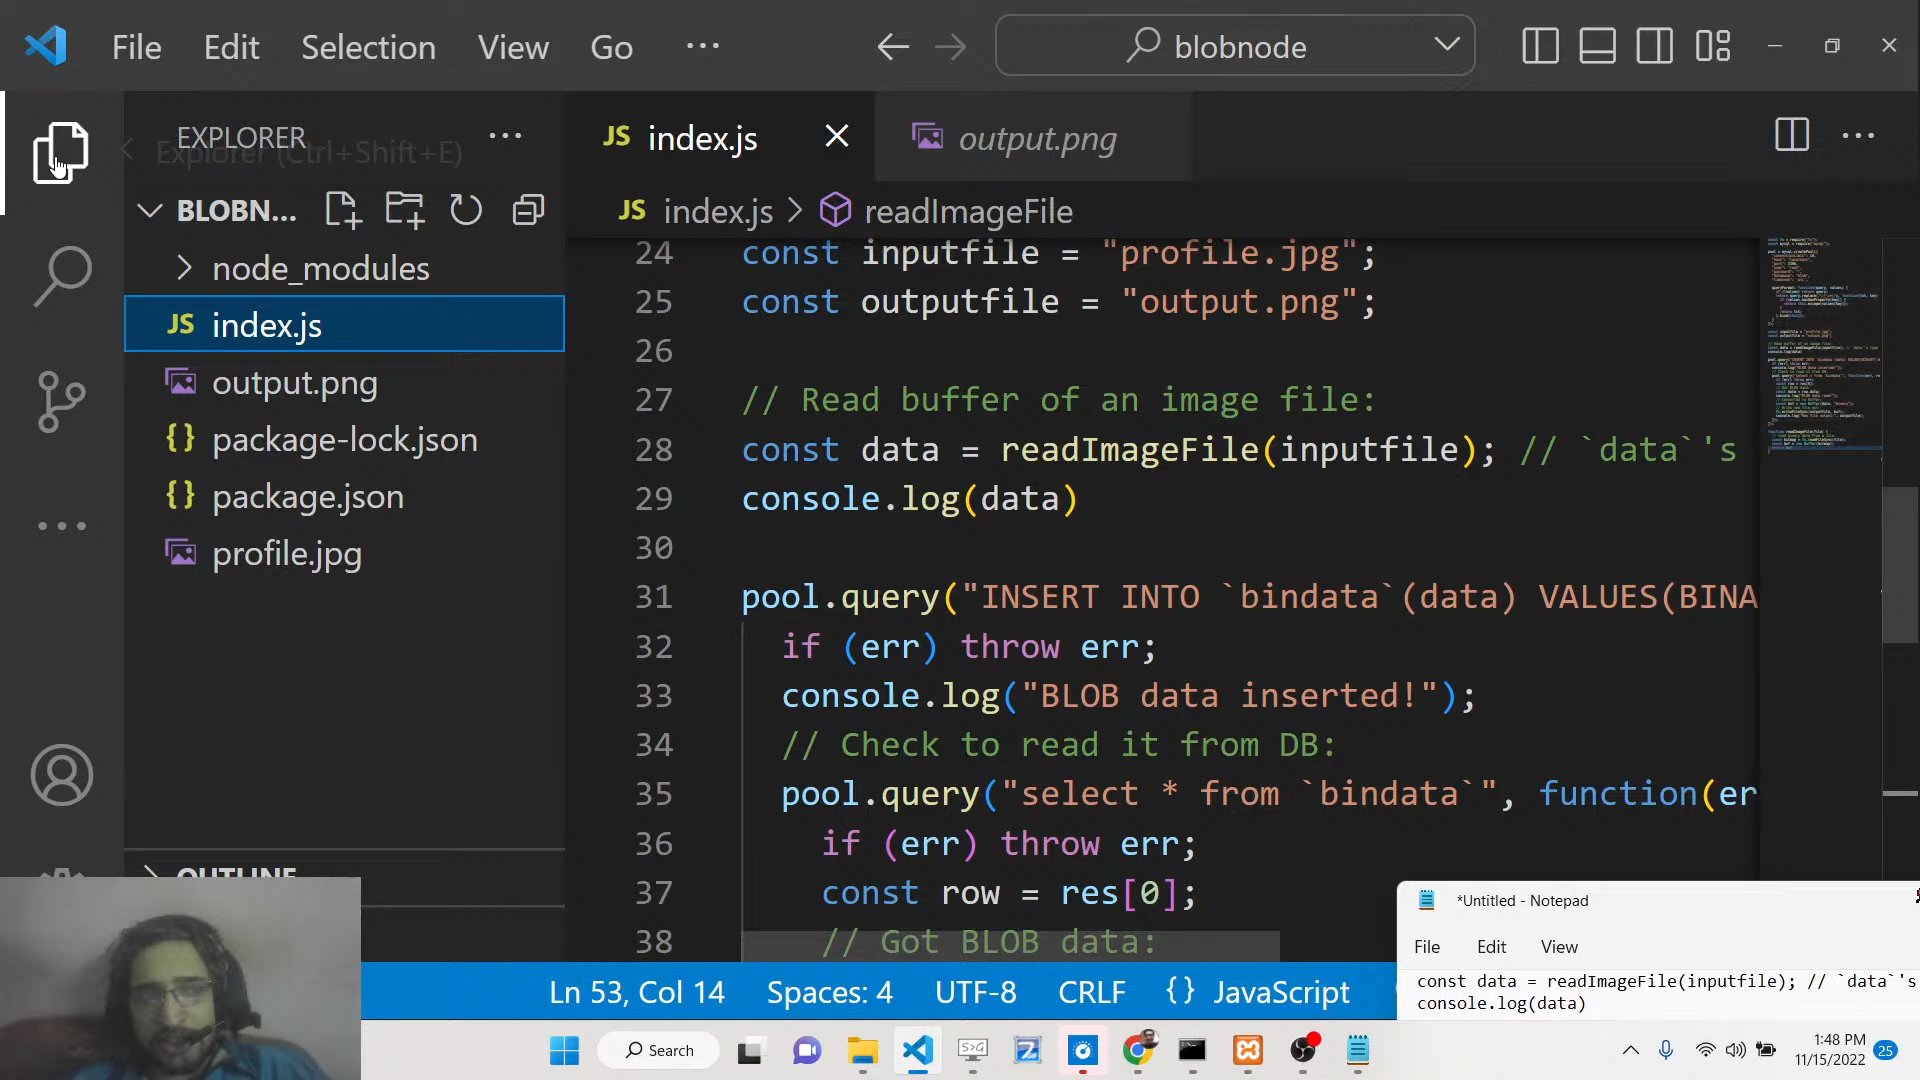 File Edit Selection View Go ··· blobnode
EXPLORER ···
Explorer (Ctrl+Shift+E)
BLOBN...
node_modules
JS index.js
output.png
{} package-lock.json
{} package.json
profile.jpg
OUTLINE
JS index.js output.png
JS index.js > readImageFile
24 const inputfile = "profile.jpg";
25 const outputfile = "output.png";
26
27 // Read buffer of an image file:
28 const data = readImageFile(inputfile); // `data`'s
29 console.log(data)
30
31 pool.query("INSERT INTO `bindata`(data) VALUES(BINA
32 if (err) throw err;
33 console.log("BLOB data inserted!");
34 // Check to read it from DB:
35 pool.query("select * from `bindata`", function(er
36 if (err) throw err;
37 const row = res[0];
38 // Got BLOB data:
Ln 53, Col 14 Spaces: 4 UTF-8 CRLF {} JavaScript
*Untitled - Notepad
File Edit View
const data = readImageFile(inputfile); // `data`'s
console.log(data)
Search
1:48 PM
11/15/2022 25